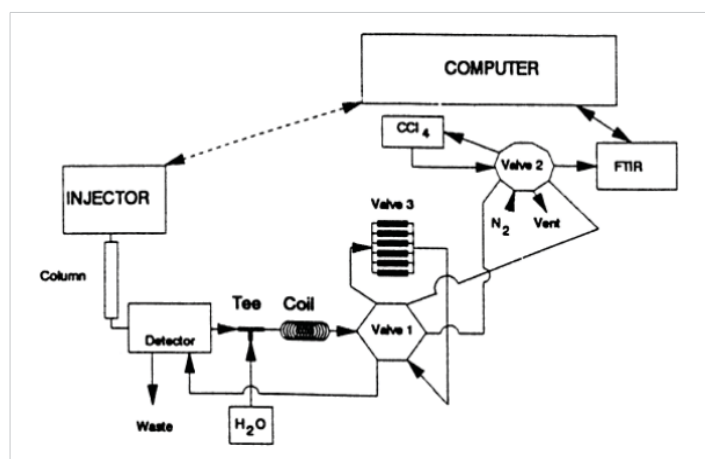 COMPUTER
CCl4
Valve 2
FTIR
INJECTOR
Valve 3
N2
Vent
Column
Tee
Coil
Valve 1
Detector
Waste
H2O